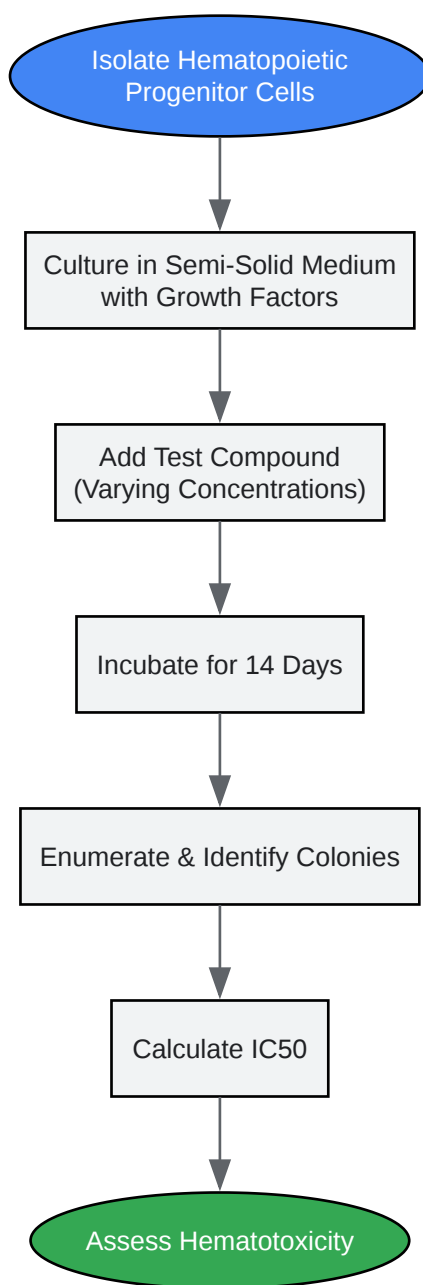 Isolate Hematopoietic
Progenitor Cells
Culture in Semi-Solid Medium
with Growth Factors
Add Test Compound
(Varying Concentrations)
Incubate for 14 Days
Enumerate & Identify Colonies
Calculate IC50
Assess Hematotoxicity